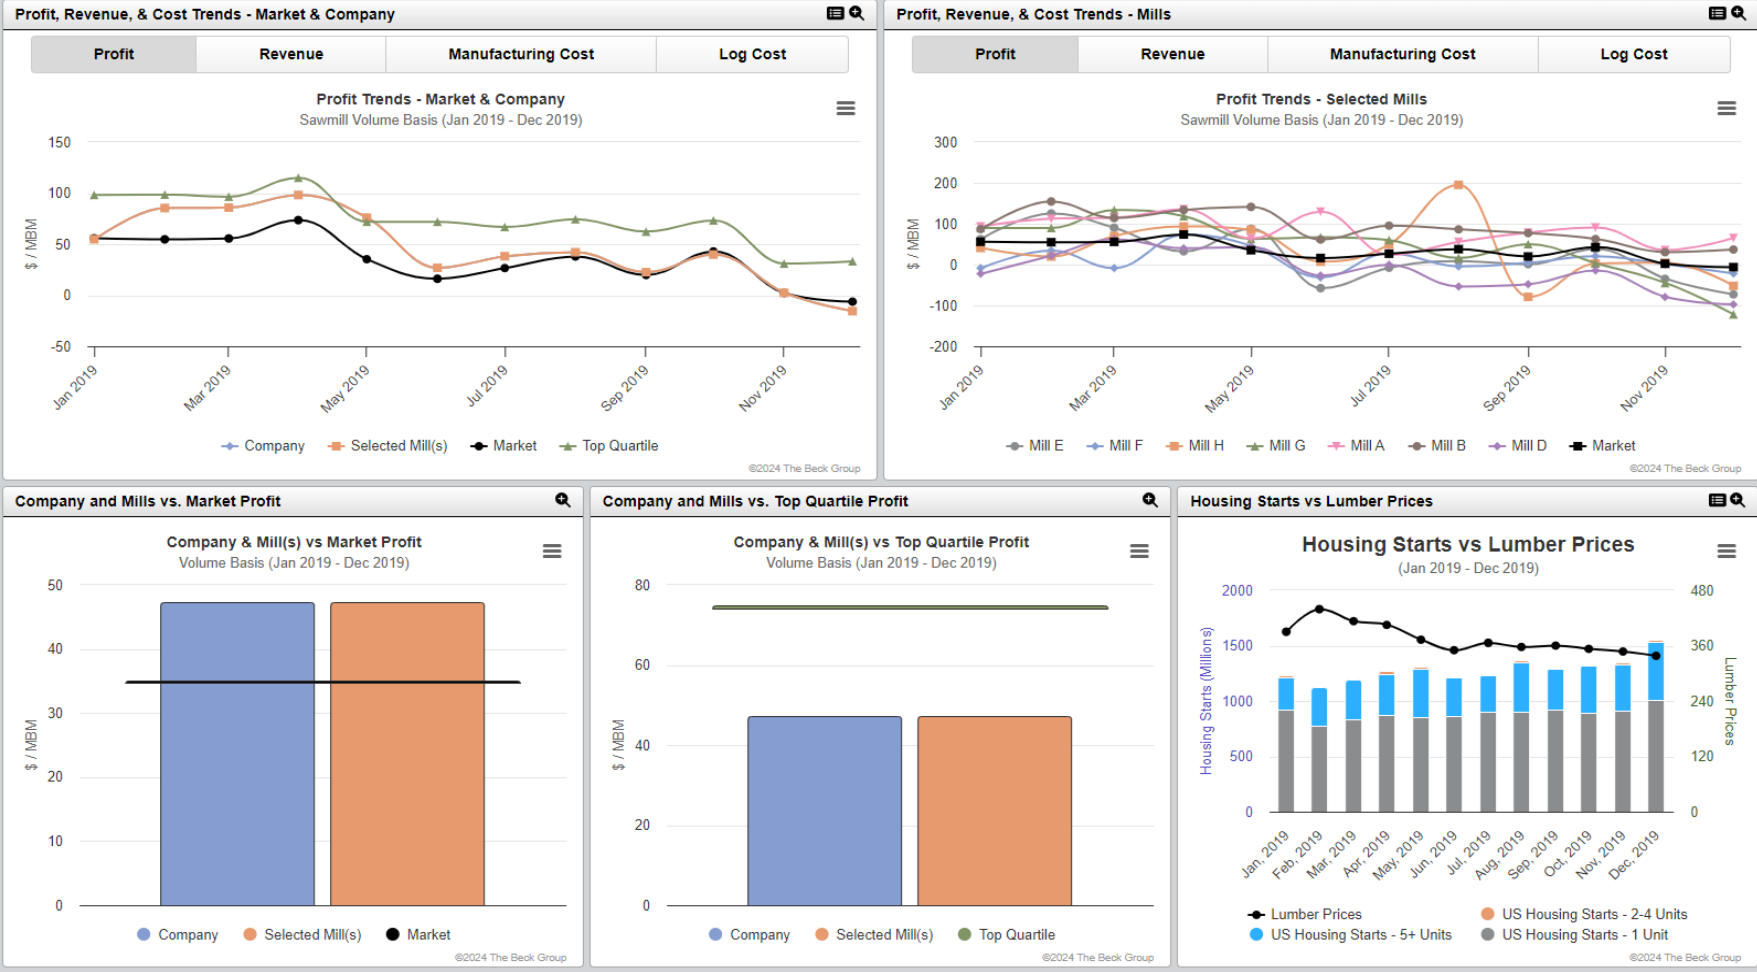 Profit, Revenue, & Cost Trends - Market & Company
Profit Revenue Manufacturing Cost Log Cost
Profit Trends - Market & Company
Sawmill Volume Basis (Jan 2019 - Dec 2019)
150
100
50
0
-50
$ / MBM
Jan 2019 Mar 2019 May 2019 Jul 2019 Sep 2019 Nov 2019
Company Selected Mill(s) Market Top Quartile
©2024 The Beck Group
Profit, Revenue, & Cost Trends - Mills
Profit Revenue Manufacturing Cost Log Cost
Profit Trends - Selected Mills
Sawmill Volume Basis (Jan 2019 - Dec 2019)
300
200
100
0
-100
-200
$ / MBM
Jan 2019 Mar 2019 May 2019 Jul 2019 Sep 2019 Nov 2019
Mill E Mill F Mill H Mill G Mill A Mill B Mill D Market
©2024 The Beck Group
Company and Mills vs. Market Profit
Company & Mill(s) vs Market Profit
Volume Basis (Jan 2019 - Dec 2019)
50
40
30
20
10
0
$ / MBM
Company Selected Mill(s) Market
©2024 The Beck Group
Company and Mills vs. Top Quartile Profit
Company & Mill(s) vs Top Quartile Profit
Volume Basis (Jan 2019 - Dec 2019)
80
60
40
20
0
$ / MBM
Company Selected Mill(s) Top Quartile
©2024 The Beck Group
Housing Starts vs Lumber Prices
Housing Starts vs Lumber Prices
(Jan 2019 - Dec 2019)
2000 480
1500 360
1000 240
500 120
0 0
Housing Starts (Millions)
Lumber Prices
Jan, 2019 Feb, 2019 Mar, 2019 Apr, 2019 May, 2019 Jun, 2019 Jul, 2019 Aug, 2019 Sep, 2019 Oct, 2019 Nov, 2019 Dec, 2019
Lumber Prices US Housing Starts - 2-4 Units
US Housing Starts - 5+ Units US Housing Starts - 1 Unit
©2024 The Beck Group